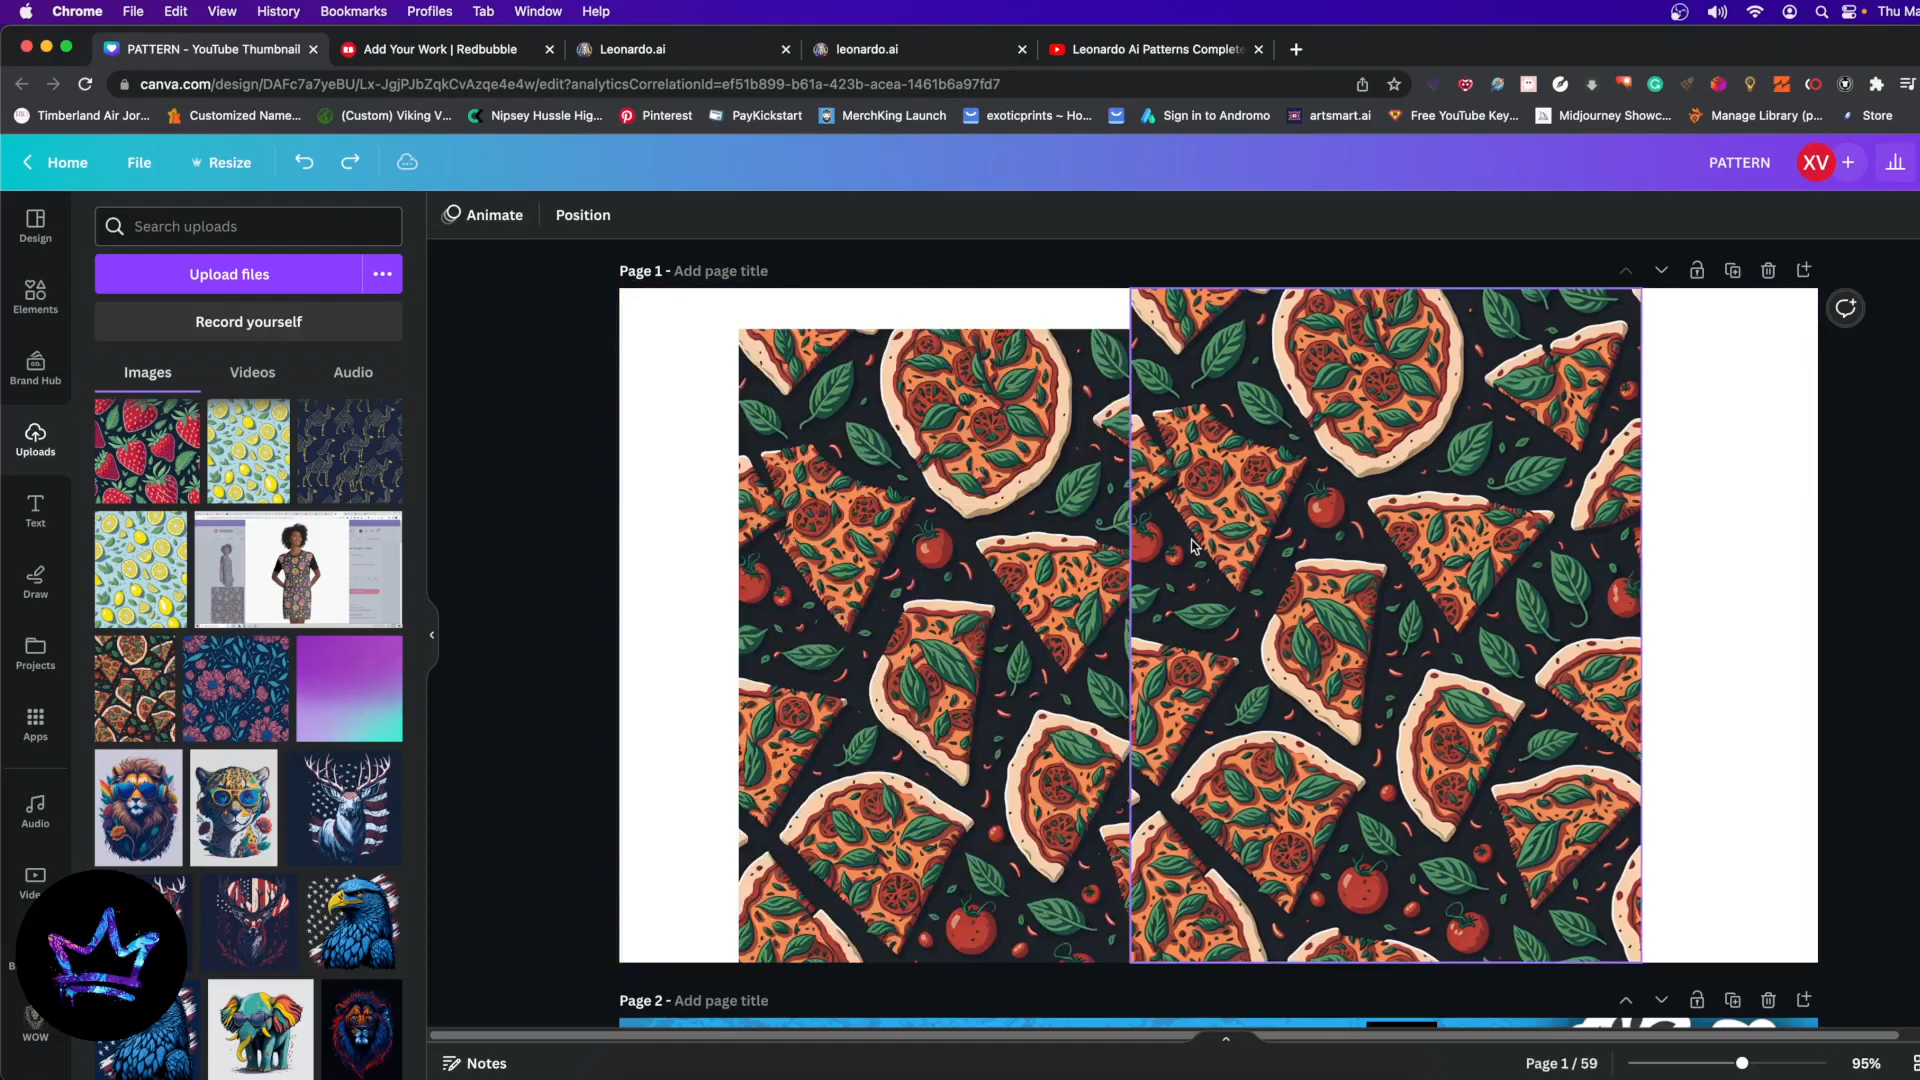 Chrome File Edit View History Bookmarks Profiles Tab Window Help Thu Ma
PATTERN - YouTube Thumbnail Add Your Work | Redbubble Leonardo.ai leonardo.ai Leonardo Ai Patterns Complete
canva.com/design/DAFc7a7yeBU/Lx-JgjPJbZqkCvAzqe4e4w/edit?analyticsCorrelationId=ef51b899-b61a-423b-acea-1461b6a97fd7
Timberland Air Jor... Customized Name... (Custom) Viking V... Nipsey Hussle Hig... Pinterest PayKickstart MerchKing Launch exoticprints ~ Ho... Sign in to Andromo artsmart.ai Free YouTube Key... Midjourney Showc... Manage Library (p... Store
Home File Resize PATTERN XV
Search uploads
Animate Position
Design
Upload files
Page 1 - Add page title
Elements
Record yourself
Images Videos Audio
Brand Hub
Uploads
Text
Draw
Projects
Apps
Audio
WOW
Page 2 - Add page title
Notes Page 1 / 59 95%